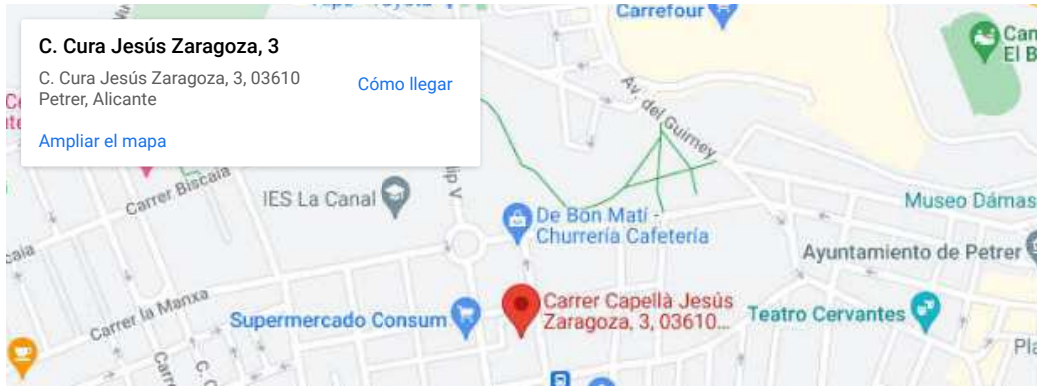 C. Cura Jesús Zaragoza, 3
C. Cura Jesús Zaragoza, 3, 03610
Petrer, Alicante
Cómo llegar
Ampliar el mapa
Carrefour
Av. del Guirney
Carrer Biscaia
IES La Canal
De Bon Matí -
Churrería Cafetería
Museo Dámas
Ayuntamiento de Petrer
Carrer la Manxa
Supermercado Consum
Carrer Capellà Jesús
Zaragoza, 3, 03610...
Teatro Cervantes